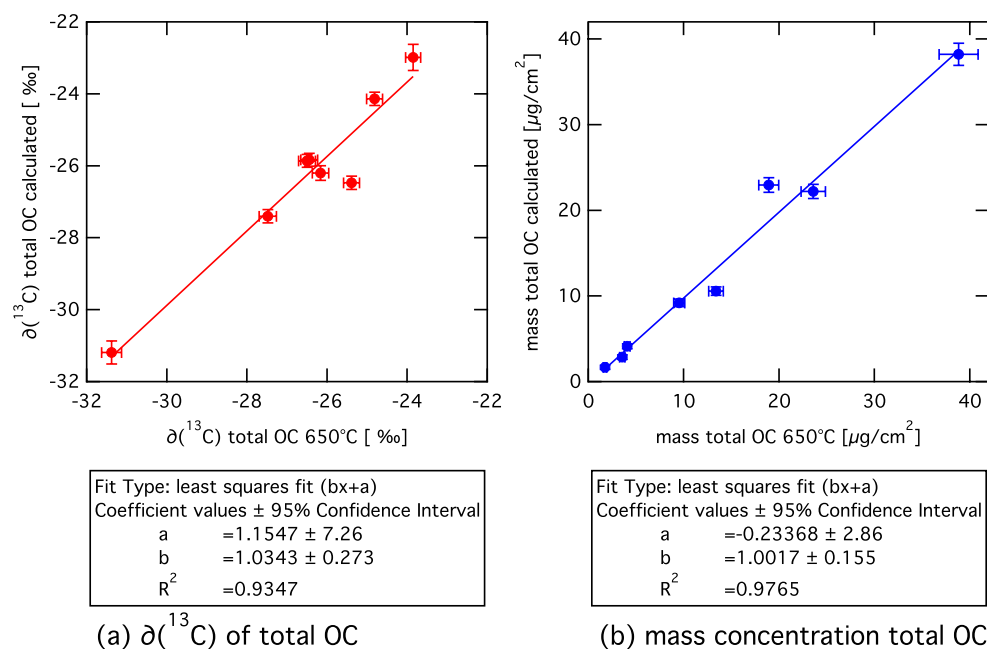 -22
-24
-26
-28
-30
-32
∂(¹³C) total OC calculated [ ‰]
-32 -30 -28 -26 -24 -22
∂(¹³C) total OC 650°C [ ‰]
40
30
20
10
0
mass total OC calculated [µg/cm²]
0 10 20 30 40
mass total OC 650°C [µg/cm²]
Fit Type: least squares fit (bx+a)
Coefficient values ± 95% Confidence Interval
a =1.1547 ± 7.26
b =1.0343 ± 0.273
R² =0.9347
Fit Type: least squares fit (bx+a)
Coefficient values ± 95% Confidence Interval
a =-0.23368 ± 2.86
b =1.0017 ± 0.155
R² =0.9765
(a) ∂(¹³C) of total OC
(b) mass concentration total OC